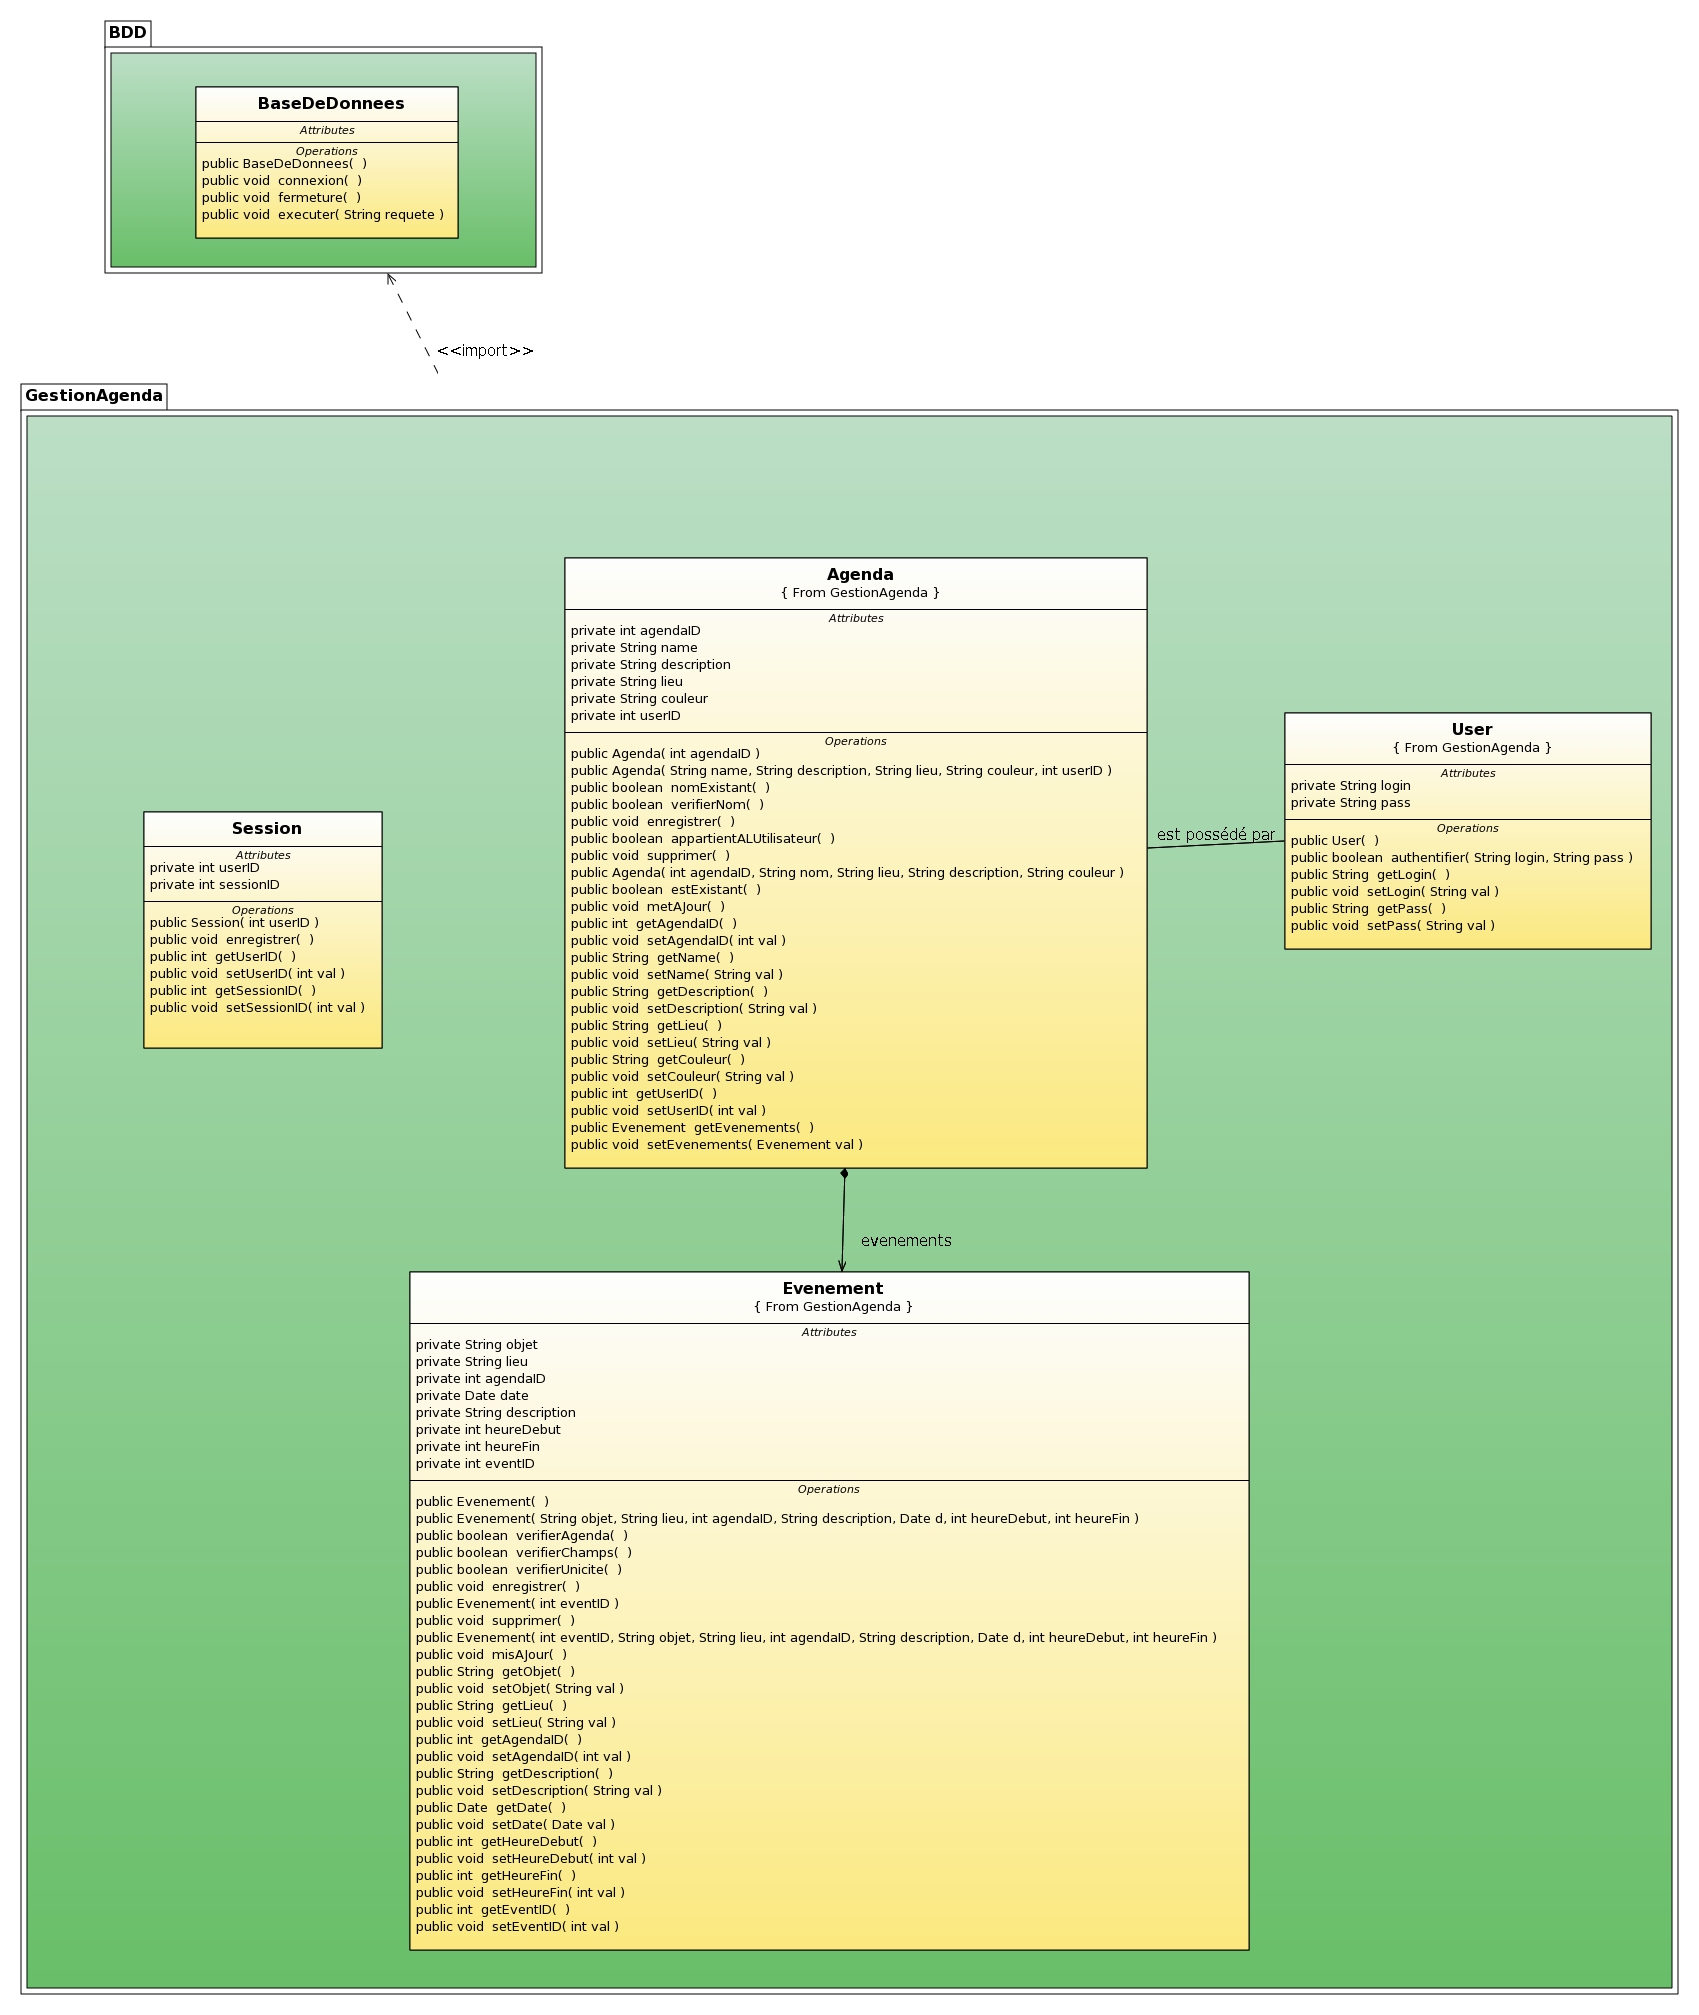 BDD
BaseDeDonnees
Attributes
Operations
public BaseDeDonnees(  )
public void  connexion(  )
public void  fermeture(  )
public void  executer( String requete )
<<import>>
GestionAgenda
Agenda
{ From GestionAgenda }
Attributes
private int agendaID
private String name
private String description
private String lieu
private String couleur
private int userID
Operations
public Agenda( int agendaID )
public Agenda( String name, String description, String lieu, String couleur, int userID )
public boolean  nomExistant(  )
public boolean  verifierNom(  )
public void  enregistrer(  )
public boolean  appartientALUtilisateur(  )
public void  supprimer(  )
public Agenda( int agendaID, String nom, String lieu, String description, String couleur )
public boolean  estExistant(  )
public void  metAJour(  )
public int  getAgendaID(  )
public void  setAgendaID( int val )
public String  getName(  )
public void  setName( String val )
public String  getDescription(  )
public void  setDescription( String val )
public String  getLieu(  )
public void  setLieu( String val )
public String  getCouleur(  )
public void  setCouleur( String val )
public int  getUserID(  )
public void  setUserID( int val )
public Evenement  getEvenements(  )
public void  setEvenements( Evenement val )
est possédé par
User
{ From GestionAgenda }
Attributes
private String login
private String pass
Operations
public User(  )
public boolean  authentifier( String login, String pass )
public String  getLogin(  )
public void  setLogin( String val )
public String  getPass(  )
public void  setPass( String val )
Session
Attributes
private int userID
private int sessionID
Operations
public Session( int userID )
public void  enregistrer(  )
public int  getUserID(  )
public void  setUserID( int val )
public int  getSessionID(  )
public void  setSessionID( int val )
evenements
Evenement
{ From GestionAgenda }
Attributes
private String objet
private String lieu
private int agendaID
private Date date
private String description
private int heureDebut
private int heureFin
private int eventID
Operations
public Evenement(  )
public Evenement( String objet, String lieu, int agendaID, String description, Date d, int heureDebut, int heureFin )
public boolean  verifierAgenda(  )
public boolean  verifierChamps(  )
public boolean  verifierUnicite(  )
public void  enregistrer(  )
public Evenement( int eventID )
public void  supprimer(  )
public Evenement( int eventID, String objet, String lieu, int agendaID, String description, Date d, int heureDebut, int heureFin )
public void  misAJour(  )
public String  getObjet(  )
public void  setObjet( String val )
public String  getLieu(  )
public void  setLieu( String val )
public int  getAgendaID(  )
public void  setAgendaID( int val )
public String  getDescription(  )
public void  setDescription( String val )
public Date  getDate(  )
public void  setDate( Date val )
public int  getHeureDebut(  )
public void  setHeureDebut( int val )
public int  getHeureFin(  )
public void  setHeureFin( int val )
public int  getEventID(  )
public void  setEventID( int val )